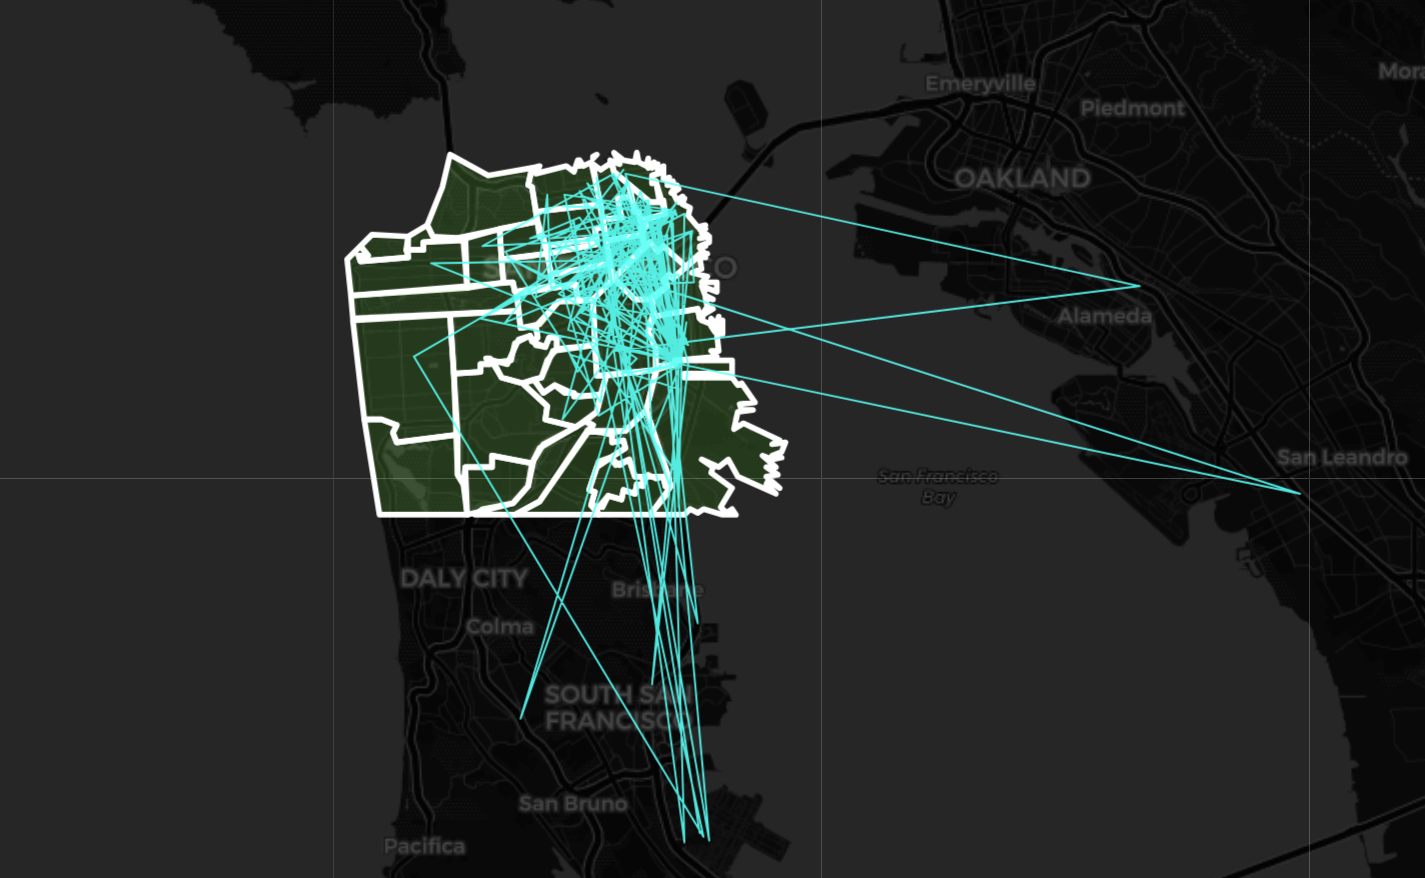 Emeryville
Mora
Piedmont
OAKLAND
S
O
Alameda
San Leandro
San Francisco
Bay
DALY CITY
Brisbane
Colma
SOUTH SAN
FRANCISCO
San Bruno
Pacifica